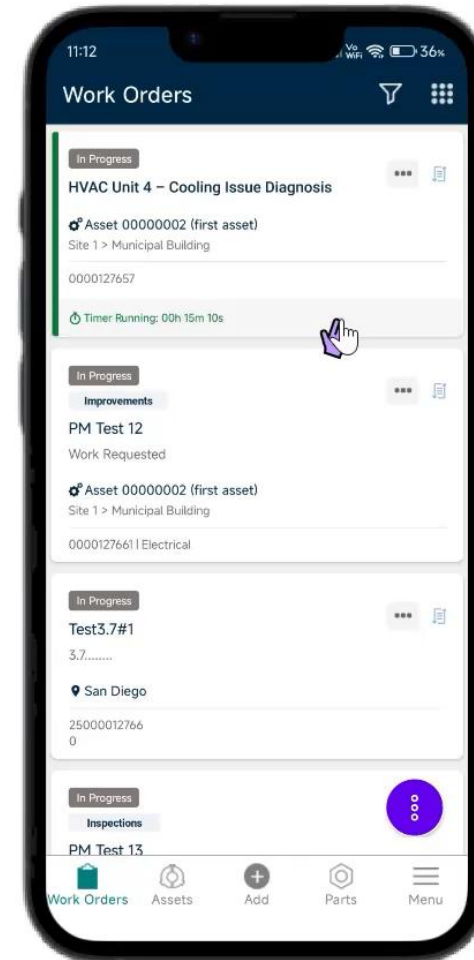 11:12
Vo
WiFi
36%
Work Orders
In Progress
HVAC Unit 4 – Cooling Issue Diagnosis
Asset 00000002 (first asset)
Site 1 > Municipal Building
0000127657
Timer Running: 00h 15m 10s
In Progress
Improvements
PM Test 12
Work Requested
Asset 00000002 (first asset)
Site 1 > Municipal Building
0000127661 | Electrical
In Progress
Test3.7#1
3.7........
San Diego
25000012766
0
In Progress
Inspections
PM Test 13
Work Orders
Assets
Add
Parts
Menu